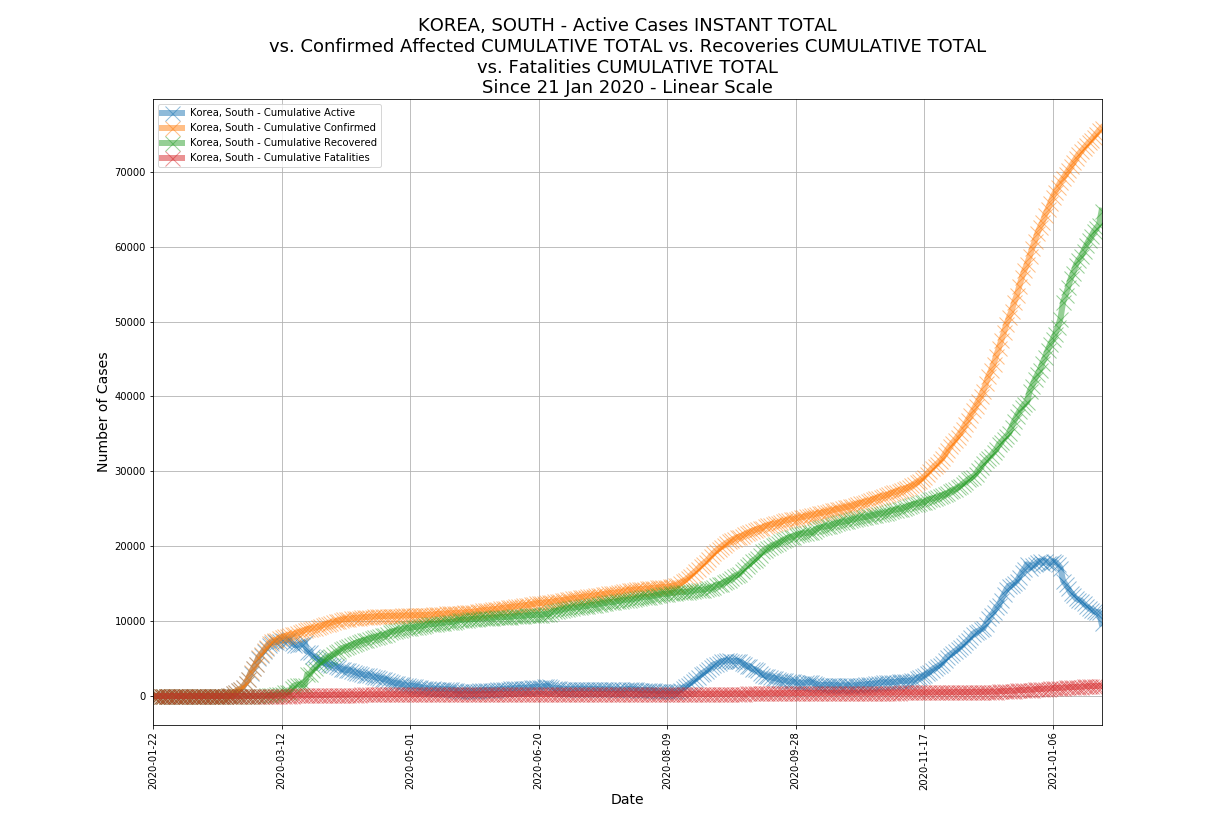 KOREA, SOUTH - Active Cases INSTANT TOTAL
vs. Confirmed Affected CUMULATIVE TOTAL vs. Recoveries CUMULATIVE TOTAL
vs. Fatalities CUMULATIVE TOTAL
Since 21 Jan 2020 - Linear Scale
Korea, South - Cumulative Active
Korea, South - Cumulative Confirmed
Korea, South - Cumulative Recovered
Korea, South - Cumulative Fatalities
Number of Cases
70000
60000
50000
40000
30000
20000
10000
0
2020-01-22
2020-03-12
2020-05-01
2020-06-20
2020-08-09
2020-09-28
2020-11-17
2021-01-06
Date